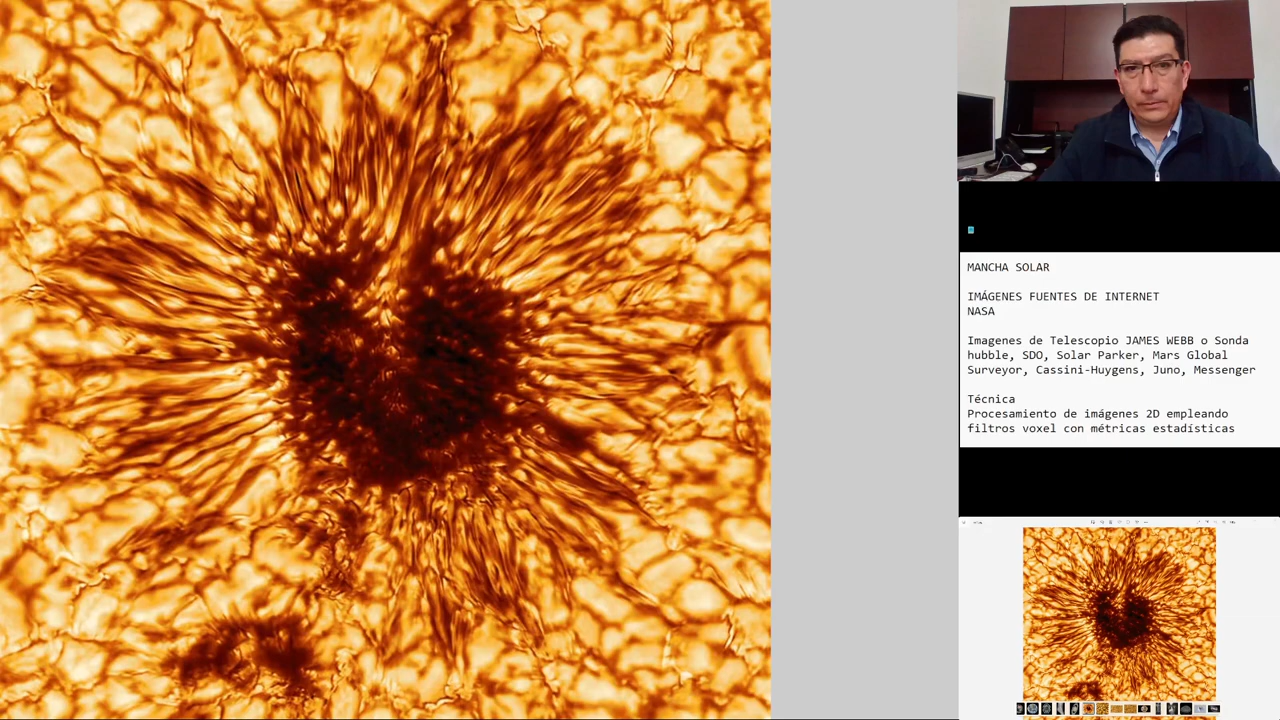 MANCHA SOLAR
IMÁGENES FUENTES DE INTERNET
NASA
Imagenes de Telescopio JAMES WEBB o Sonda
hubble, SDO, Solar Parker, Mars Global
Surveyor, Cassini-Huygens, Juno, Messenger
Técnica
Procesamiento de imágenes 2D empleando
filtros voxel con métricas estadísticas